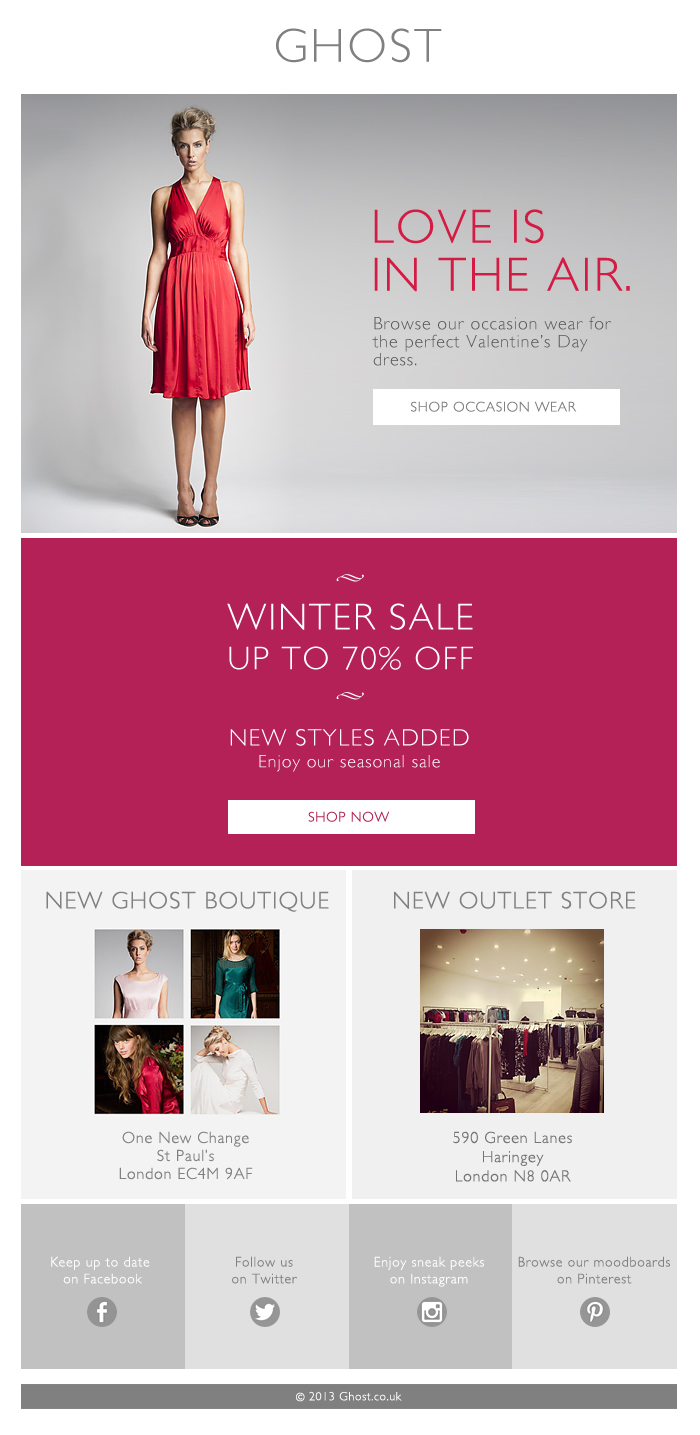 GHOST
LOVE IS
IN THE AIR.
Browse our occasion wear for
the perfect Valentine's Day
dress.
SHOP OCCASION WEAR
WINTER SALE
UP TO 70% OFF
NEW STYLES ADDED
Enjoy our seasonal sale
SHOP NOW
NEW GHOST BOUTIQUE
One New Change
St Paul's
London EC4M 9AF
NEW OUTLET STORE
590 Green Lanes
Haringey
London N8 0AR
Keep up to date
on Facebook
Follow us
on Twitter
Enjoy sneak peeks
on Instagram
Browse our moodboards
on Pinterest
© 2013 Ghost.co.uk